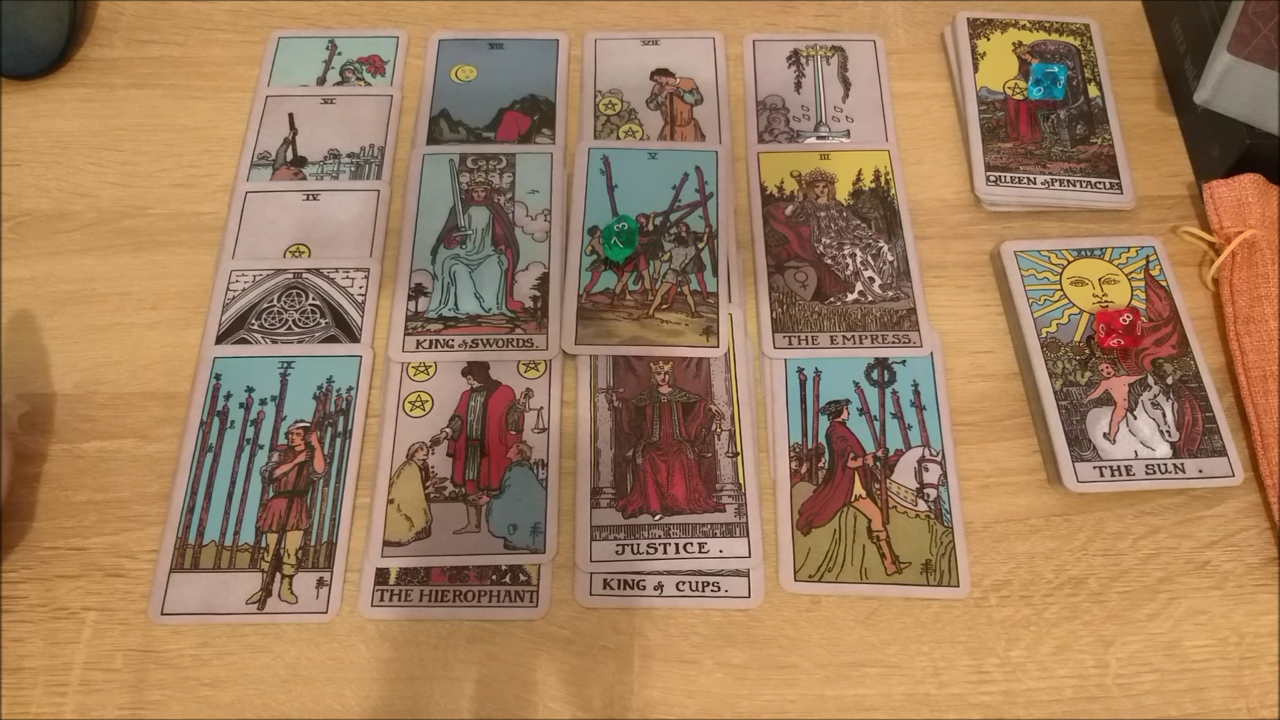 VIII
VII
VI
IV
KING of SWORDS.
V
III
THE EMPRESS.
QUEEN of PENTACLES
XIX
THE SUN .
IX
JUSTICE .
THE HIEROPHANT
KING of CUPS.